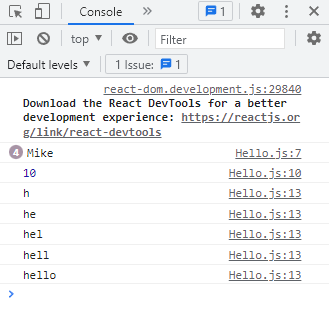 Console
1
top
Filter
Default levels
1 Issue:
1
react-dom.development.js:29840
Download the React DevTools for a better
development experience: https://reactjs.or
g/link/react-devtools
4 Mike Hello.js:7
10 Hello.js:10
h Hello.js:13
he Hello.js:13
hel Hello.js:13
hell Hello.js:13
hello Hello.js:13